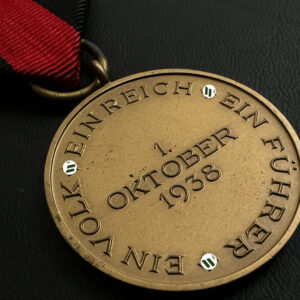 EIN VOLK EIN REICH EIN FÜHRER
1.
OKTOBER
1938